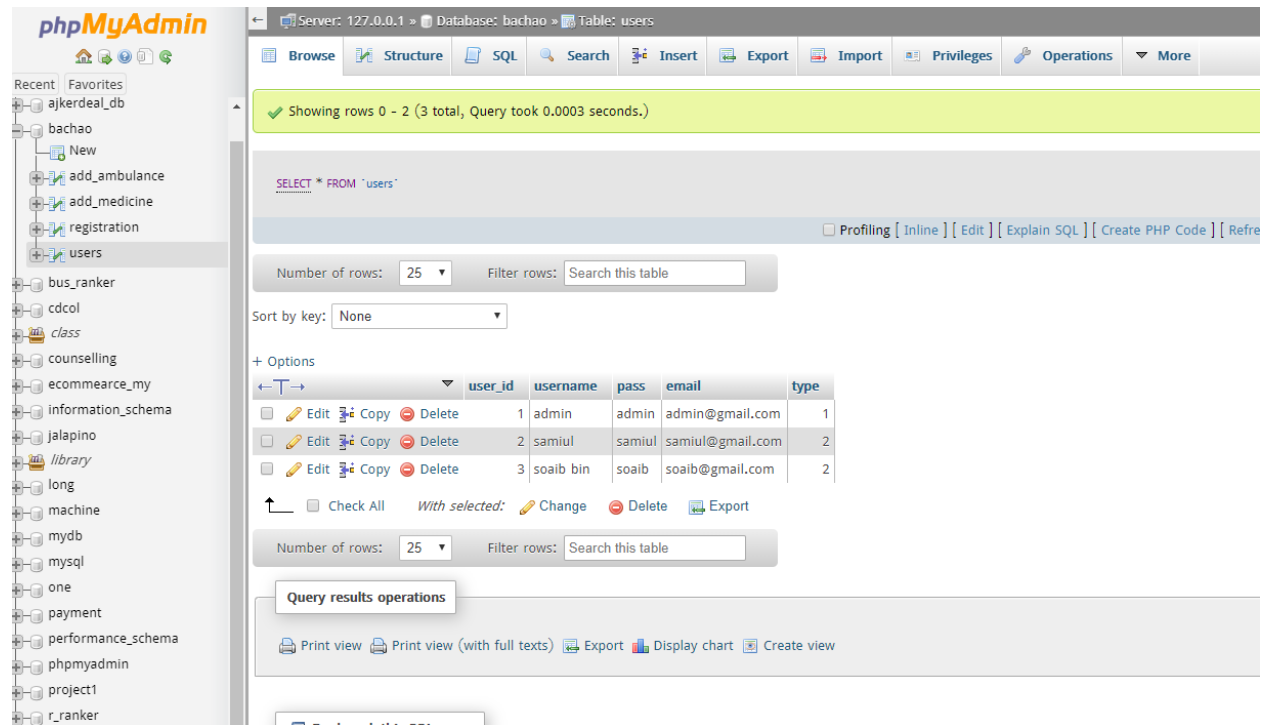 phpMyAdmin
Recent Favorites
ajkerdeal_db
bachao
New
add_ambulance
add_medicine
registration
users
bus_ranker
cdcol
class
counselling
ecommearce_my
information_schema
jalapino
library
long
machine
mydb
mysql
one
payment
performance_schema
phpmyadmin
project1
r_ranker
Server: 127.0.0.1 » Database: bachao » Table: users
Browse Structure SQL Search Insert Export Import Privileges Operations More
Showing rows 0 - 2 (3 total, Query took 0.0003 seconds.)
SELECT * FROM `users`
Profiling [ Inline ] [ Edit ] [ Explain SQL ] [ Create PHP Code ] [ Refre
Number of rows: 25 Filter rows: Search this table
Sort by key: None
+ Options
←T→ user_id username pass email type
Edit Copy Delete 1 admin admin admin@gmail.com 1
Edit Copy Delete 2 samiul samiul samiul@gmail.com 2
Edit Copy Delete 3 soaib bin soaib soaib@gmail.com 2
Check All With selected: Change Delete Export
Number of rows: 25 Filter rows: Search this table
Query results operations
Print view Print view (with full texts) Export Display chart Create view